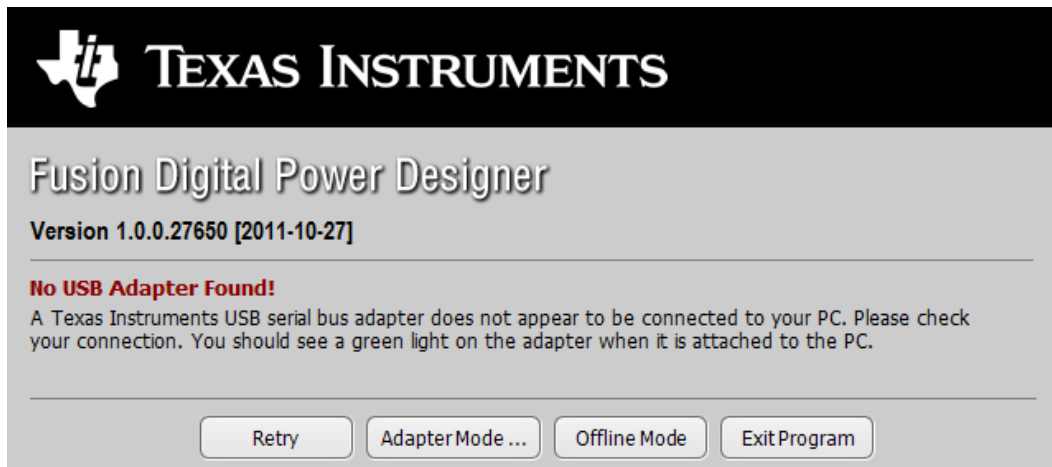 TEXAS INSTRUMENTS
Fusion Digital Power Designer
Version 1.0.0.27650 [2011-10-27]
No USB Adapter Found!
A Texas Instruments USB serial bus adapter does not appear to be connected to your PC. Please check
your connection. You should see a green light on the adapter when it is attached to the PC.
Retry Adapter Mode ... Offline Mode Exit Program